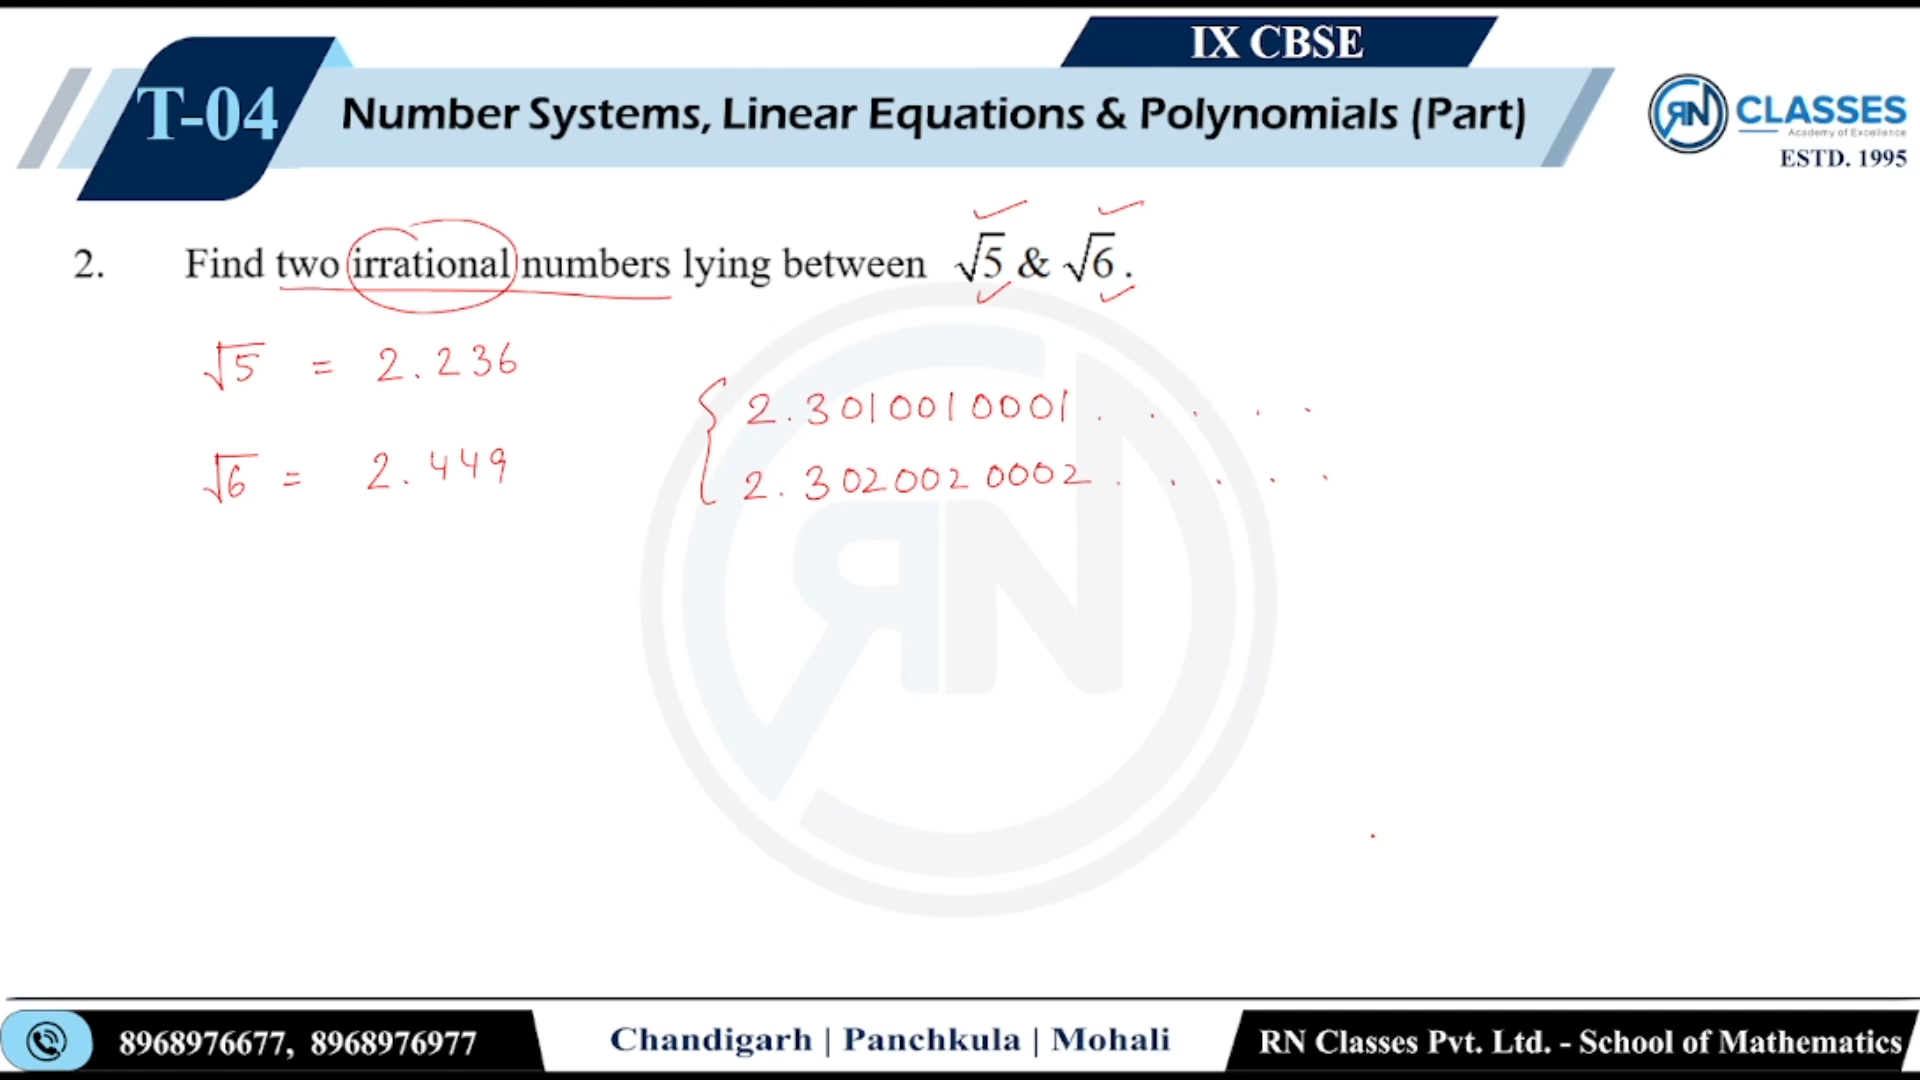 IX CBSE
T-04 Number Systems, Linear Equations & Polynomials (Part)
RN CLASSES
Academy of Excellence
ESTD. 1995
2. Find two irrational numbers lying between √5 & √6.
√5 = 2.236
2.3010010001......
√6 = 2.449
2.3020020002......
RN
8968976677, 8968976977 Chandigarh | Panchkula | Mohali RN Classes Pvt. Ltd. - School of Mathematics